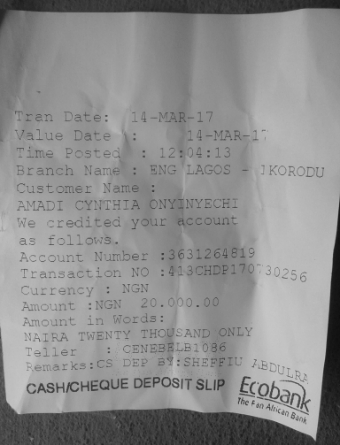 Tran Date: 14-MAR-17
Value Date : 14-MAR-17
Time Posted : 12:04:13
Branch Name : ENG LAGOS - IKORODU
Customer Name :
AMADI CYNTHIA ONYINYECHI
We credited your account
as follows.
Account Number :3631264819
Transaction NO :413CHDP170730256
Currency : NGN
Amount :NGN 20.000.00
Amount in Words:
NAIRA TWENTY THOUSAND ONLY
Teller : CENEBELB1086
Remarks:CS DEP BY:SHEFFIU ABDULRA
CASH/CHEQUE DEPOSIT SLIP
Ecobank
The Pan African Bank